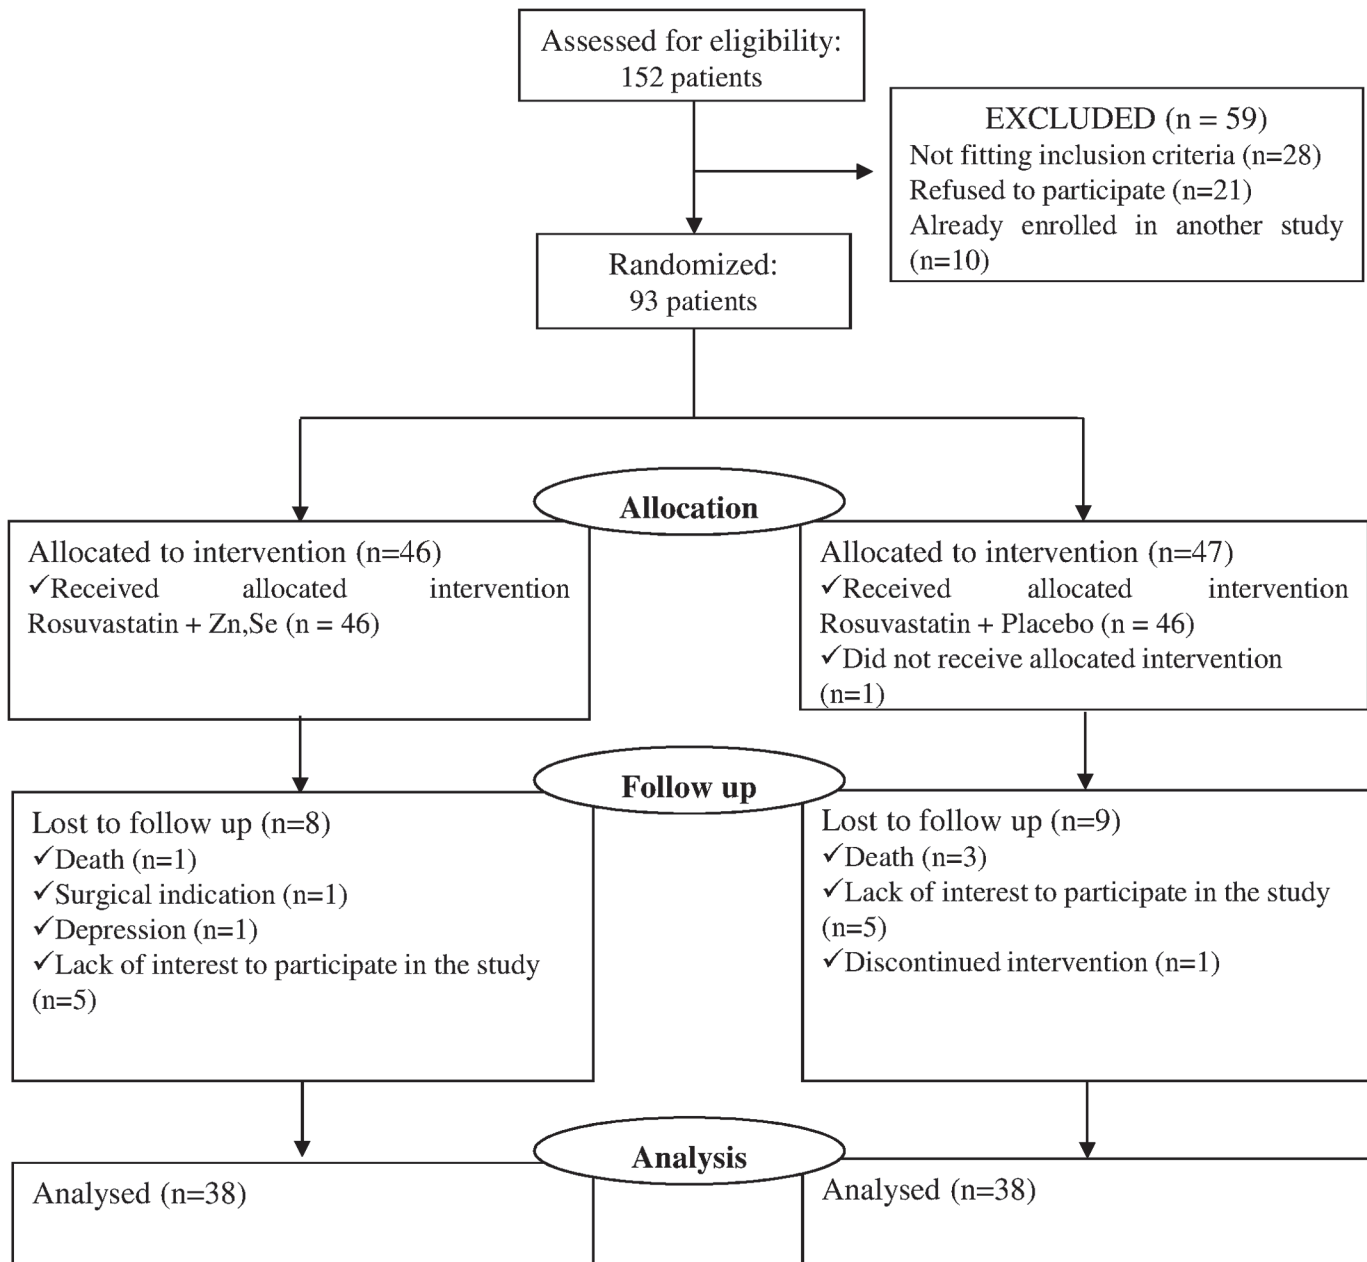 Assessed for eligibility:
152 patients
EXCLUDED (n = 59)
Not fitting inclusion criteria (n=28)
Refused to participate (n=21)
Already enrolled in another study
(n=10)
Randomized:
93 patients
Allocation
Allocated to intervention (n=46)
✓Received allocated intervention
Rosuvastatin + Zn,Se (n = 46)
Allocated to intervention (n=47)
✓Received allocated intervention
Rosuvastatin + Placebo (n = 46)
✓Did not receive allocated intervention
(n=1)
Follow up
Lost to follow up (n=8)
✓Death (n=1)
✓Surgical indication (n=1)
✓Depression (n=1)
✓Lack of interest to participate in the study
(n=5)
Lost to follow up (n=9)
✓Death (n=3)
✓Lack of interest to participate in the study
(n=5)
✓Discontinued intervention (n=1)
Analysis
Analysed (n=38)
Analysed (n=38)